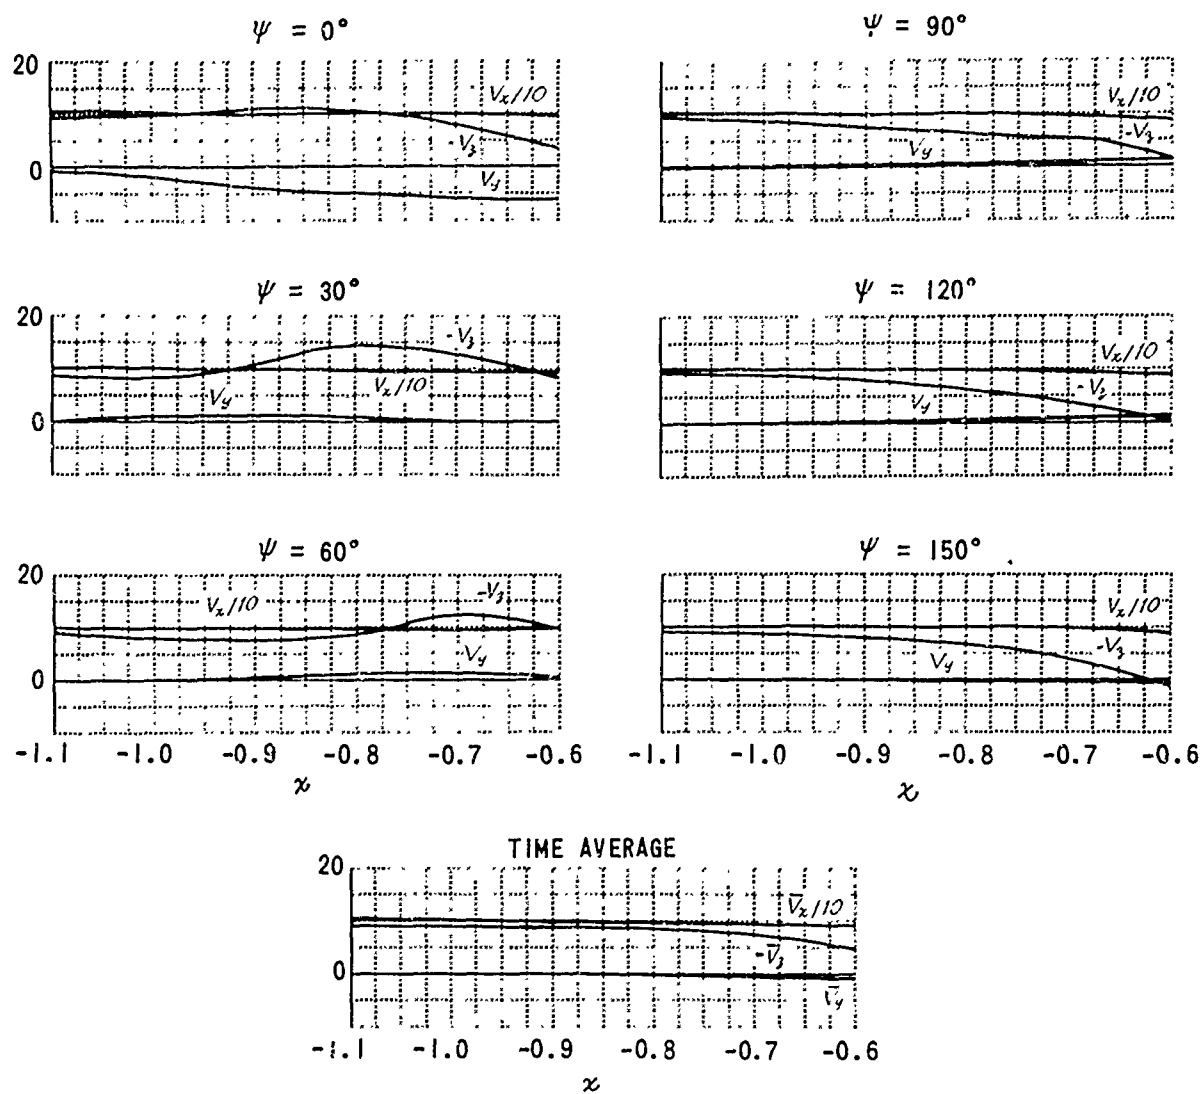 ψ = 0°
20
0
Vx/10
-Vz
Vy
ψ = 90°
Vx/10
-Vz
Vy
ψ = 30°
20
0
-Vz
Vx/10
Vy
ψ = 120°
Vx/10
-Vz
Vy
ψ = 60°
20
0
Vx/10
-Vz
Vy
-1.1 -1.0 -0.9 -0.8 -0.7 -0.6
x
ψ = 150°
Vx/10
-Vz
Vy
-1.1 -1.0 -0.9 -0.8 -0.7 -0.6
x
TIME AVERAGE
20
0
V̄x/10
-V̄z
V̄y
-1.1 -1.0 -0.9 -0.8 -0.7 -0.6
x